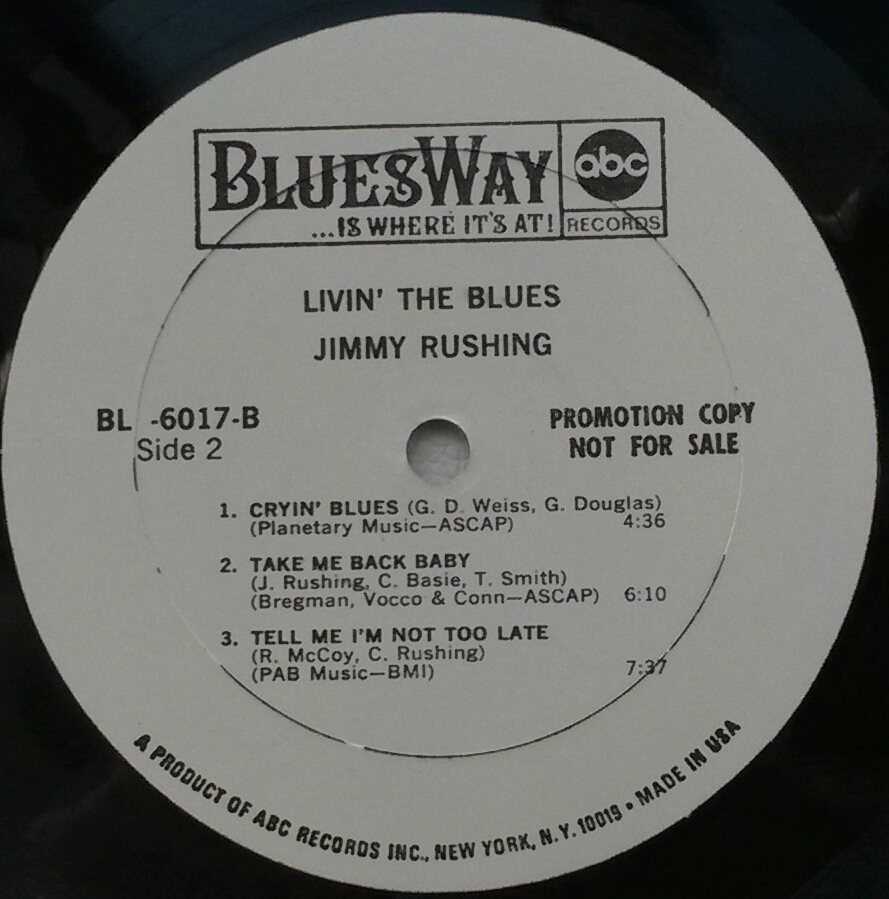 BLUESWAY
...IS WHERE IT'S AT!
abc
RECORDS
LIVIN' THE BLUES
JIMMY RUSHING
BL -6017-B
Side 2
PROMOTION COPY
NOT FOR SALE
1. CRYIN' BLUES (G. D. Weiss, G. Douglas)
(Planetary Music—ASCAP) 4:36
2. TAKE ME BACK BABY
(J. Rushing, C. Basie, T. Smith)
(Bregman, Vocco & Conn—ASCAP) 6:10
3. TELL ME I'M NOT TOO LATE
(R. McCoy, C. Rushing)
(PAB Music—BMI) 7:37
A PRODUCT OF ABC RECORDS INC., NEW YORK, N.Y. 10019 • MADE IN USA